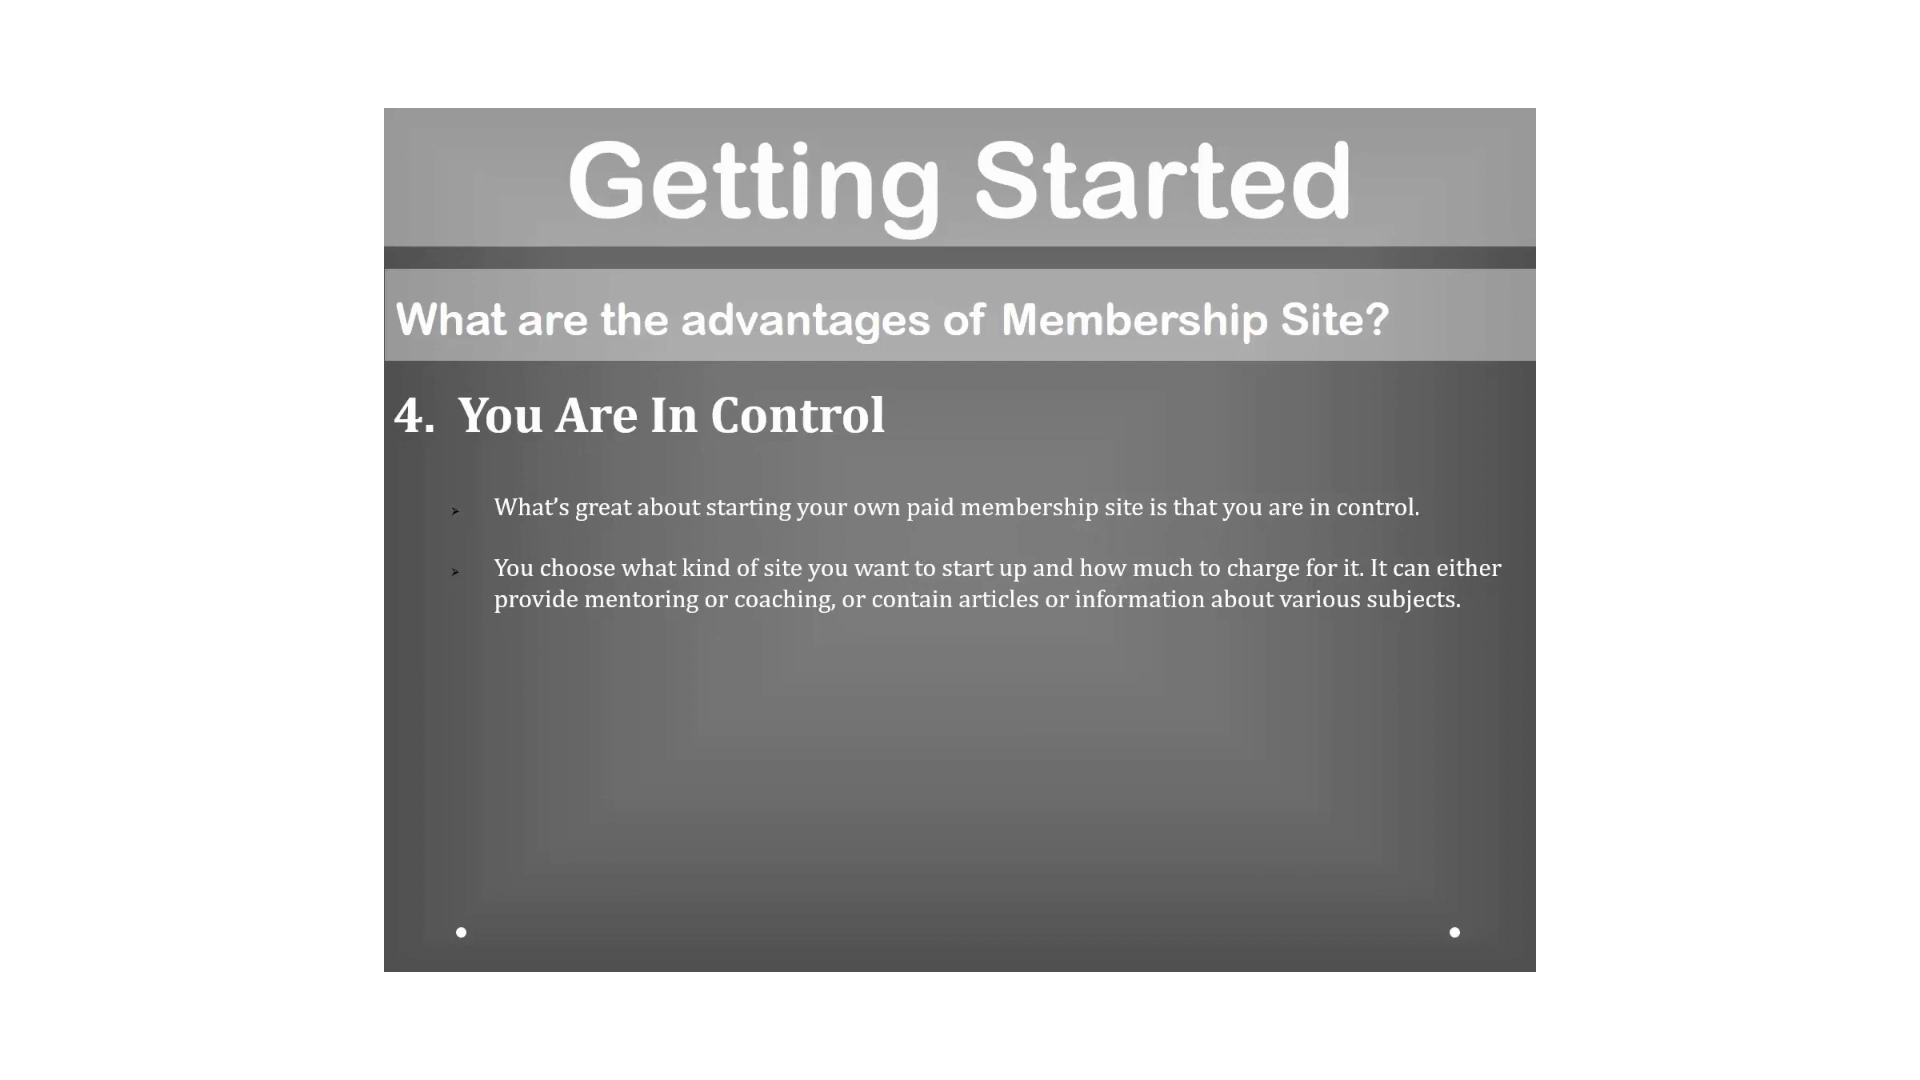 Getting Started
What are the advantages of Membership Site?
4. You Are In Control
What’s great about starting your own paid membership site is that you are in control.
You choose what kind of site you want to start up and how much to charge for it. It can either
provide mentoring or coaching, or contain articles or information about various subjects.